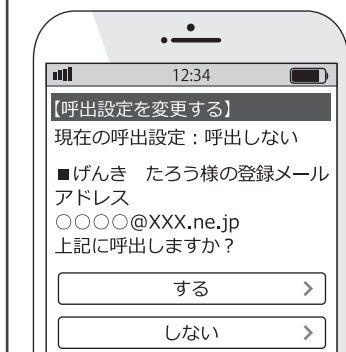 12:34
【呼出設定を変更する】
現在の呼出設定：呼出しない
■げんき　たろう様の登録メール
アドレス
○○○○@XXX.ne.jp
上記に呼出しますか？
する
しない